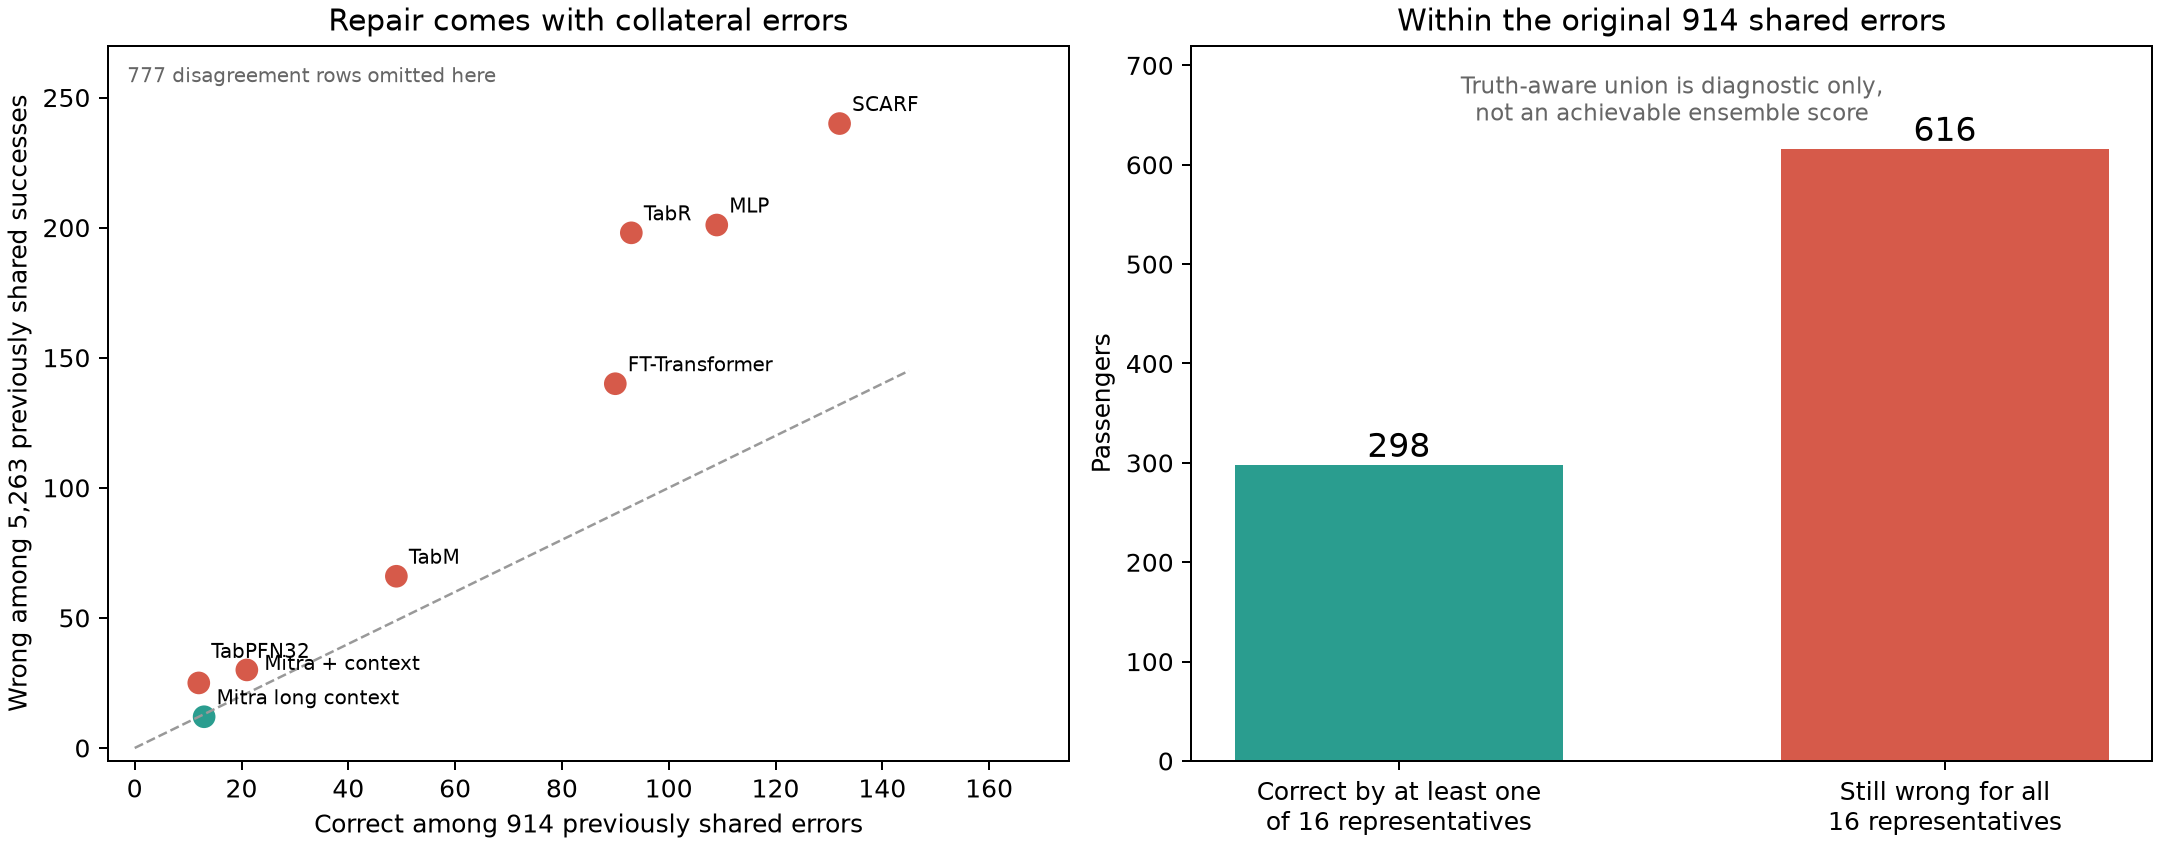 Repair comes with collateral errors
777 disagreement rows omitted here
Wrong among 5,263 previously shared successes
250
200
150
100
50
0
SCARF
TabR
MLP
FT-Transformer
TabM
TabPFN32
Mitra + context
Mitra long context
0 20 40 60 80 100 120 140 160
Correct among 914 previously shared errors
Within the original 914 shared errors
Truth-aware union is diagnostic only,
not an achievable ensemble score
Passengers
700
600
500
400
300
200
100
0
298
616
Correct by at least one
of 16 representatives
Still wrong for all
16 representatives